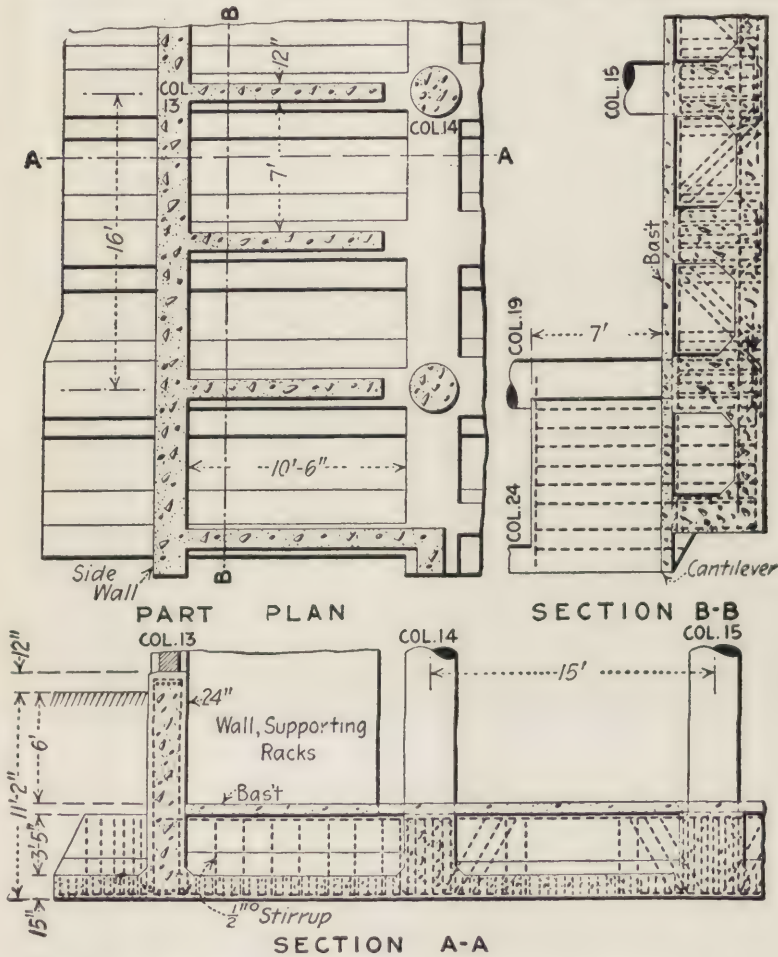 B
12"
COL. 13
COL.14
A
A
7'
16'
10'-6"
B
Side Wall
PART PLAN
COL.15
Bas't
COL.19
7'
COL.24
Cantilever
SECTION B-B
12"
COL.13
COL.14
COL.15
15'
24"
6'
Wall, Supporting
Racks
11'-2"
Bas't
3'-5"
15"
½"° Stirrup
SECTION A-A